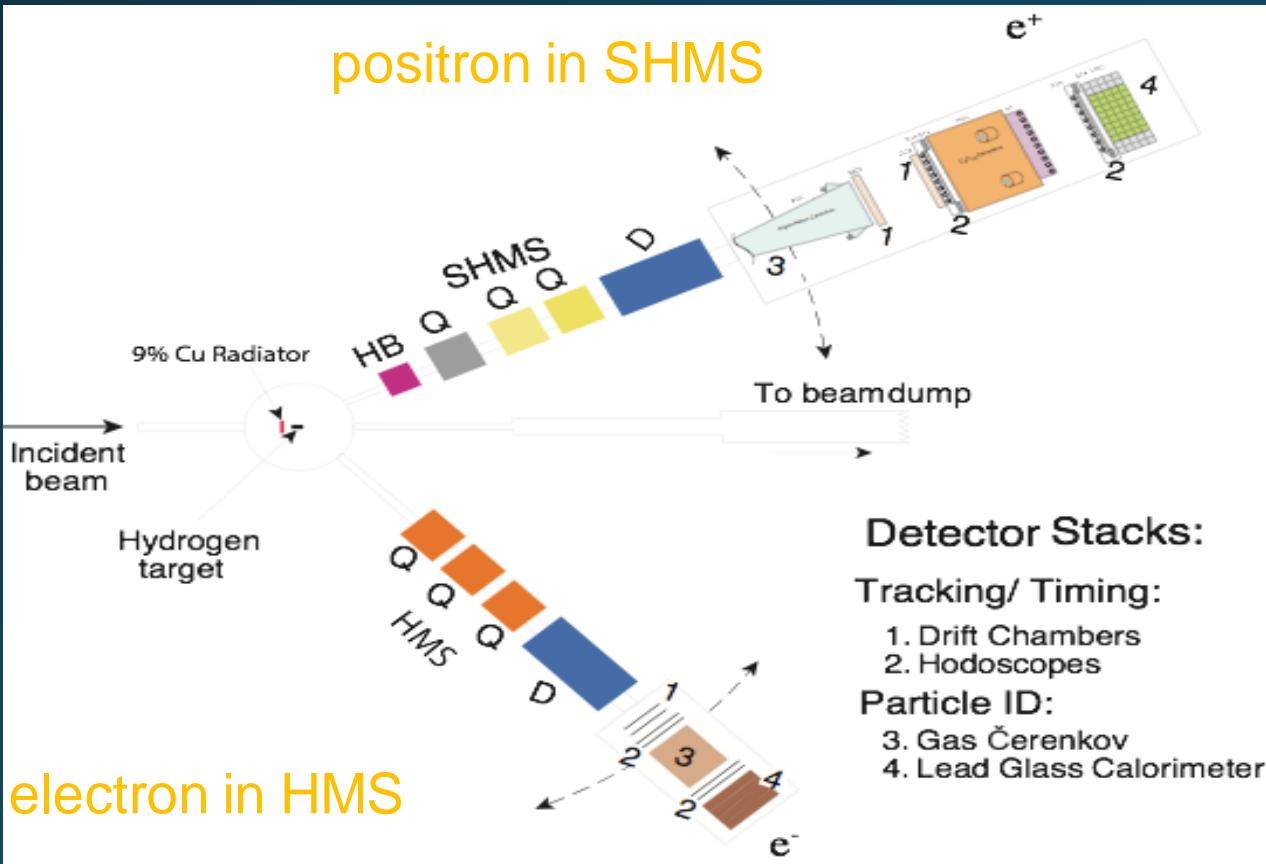 positron in SHMS
e+
4
1
1
2
2
3
D
SHMS
Q
Q
Q
HB
9% Cu Radiator
To beamdump
Incident
beam
Hydrogen
target
Q
Q
Q
HMS
D
1
2
3
4
2
e-
electron in HMS
Detector Stacks:
Tracking/ Timing:
1. Drift Chambers
2. Hodoscopes
Particle ID:
3. Gas Čerenkov
4. Lead Glass Calorimeter